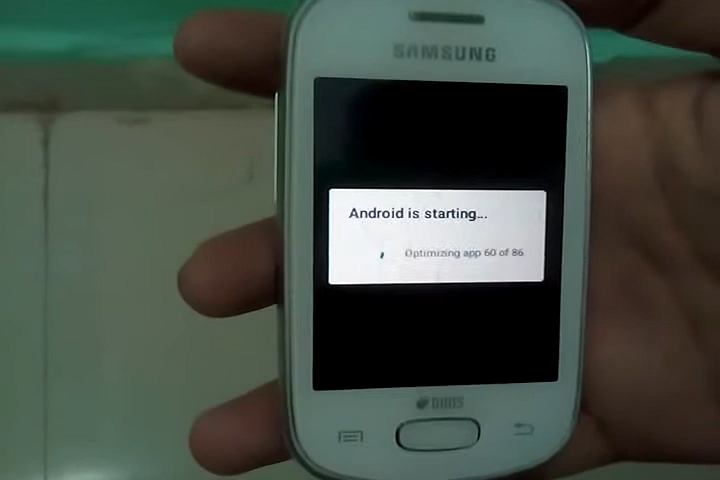 SAMSUNG
Android is starting...
Optimizing app 60 of 86
DUOS